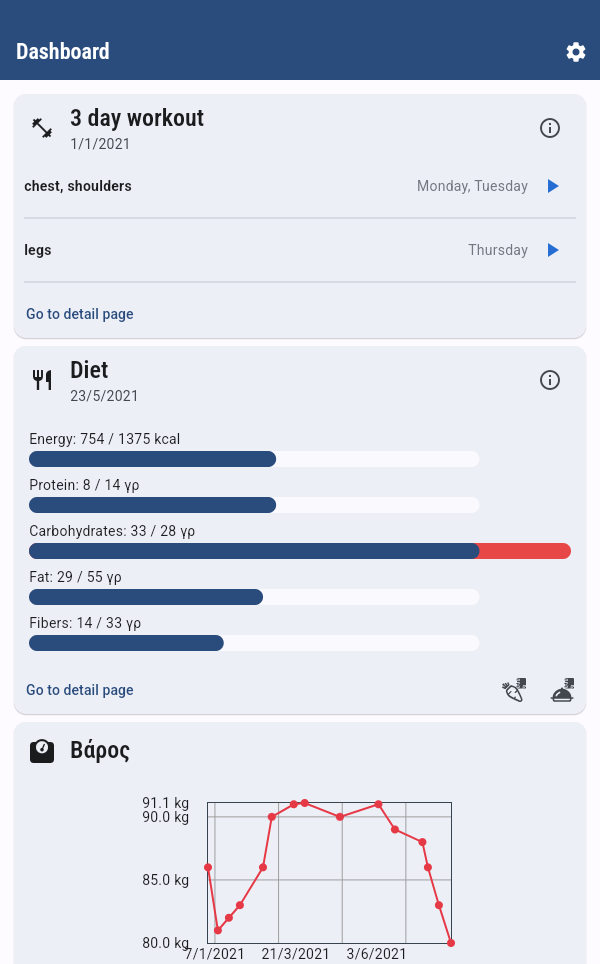 Dashboard
3 day workout
1/1/2021
chest, shoulders Monday, Tuesday
legs Thursday
Go to detail page
Diet
23/5/2021
Energy: 754 / 1375 kcal
Protein: 8 / 14 γρ
Carbohydrates: 33 / 28 γρ
Fat: 29 / 55 γρ
Fibers: 14 / 33 γρ
Go to detail page
Βάρος
91.1 kg
90.0 kg
85.0 kg
80.0 kg
7/1/2021 21/3/2021 3/6/2021